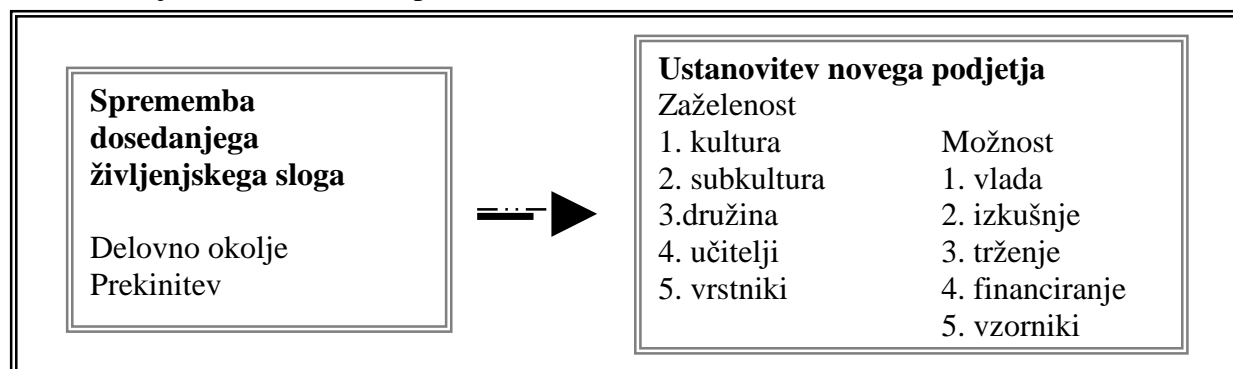 Sprememba
dosedanjega
življenjskega sloga
Delovno okolje
Prekinitev
Ustanovitev novega podjetja
Zaželenost
1. kultura
2. subkultura
3.družina
4. učitelji
5. vrstniki
Možnost
1. vlada
2. izkušnje
3. trženje
4. financiranje
5. vzorniki